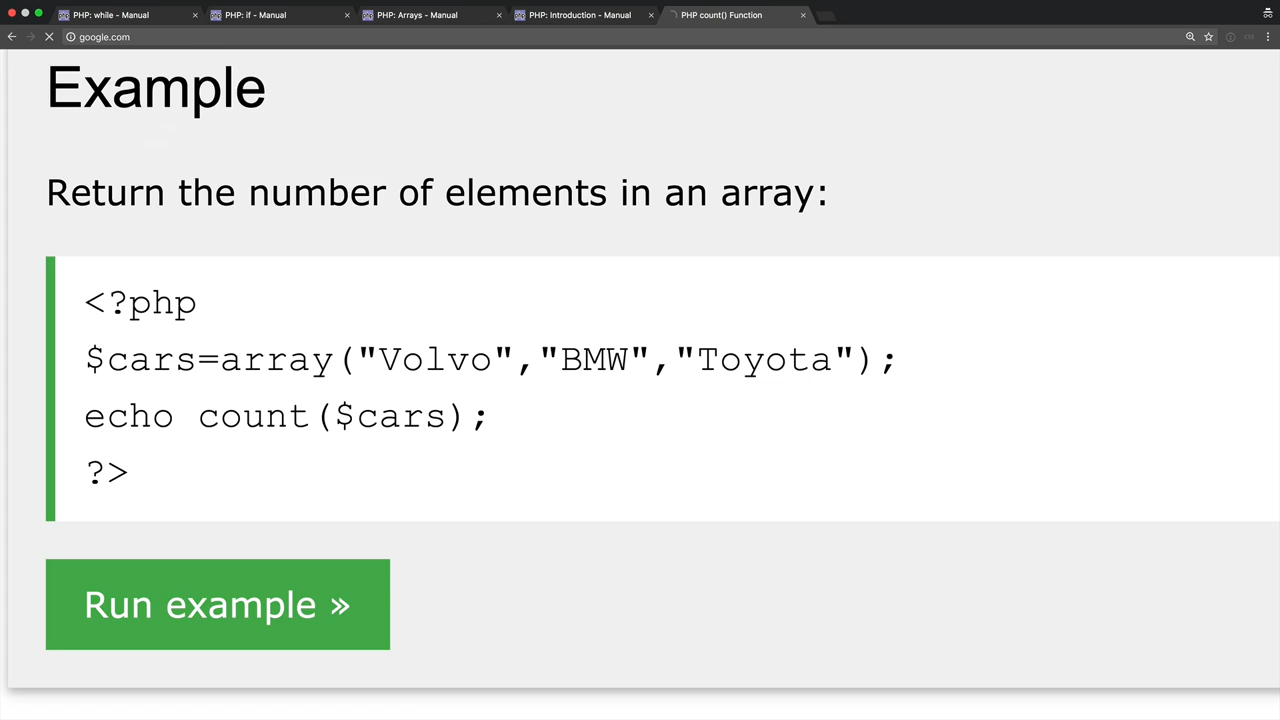 PHP: while - Manual
PHP: if - Manual
PHP: Arrays - Manual
PHP: Introduction - Manual
PHP count() Function
google.com
Example
Return the number of elements in an array:
<?php
$cars=array("Volvo","BMW","Toyota");
echo count($cars);
?>
Run example »